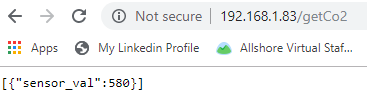 Not secure | 192.168.1.83/getCo2
Apps My Linkedin Profile Allshore Virtual Staf...
[{"sensor_val":580}]